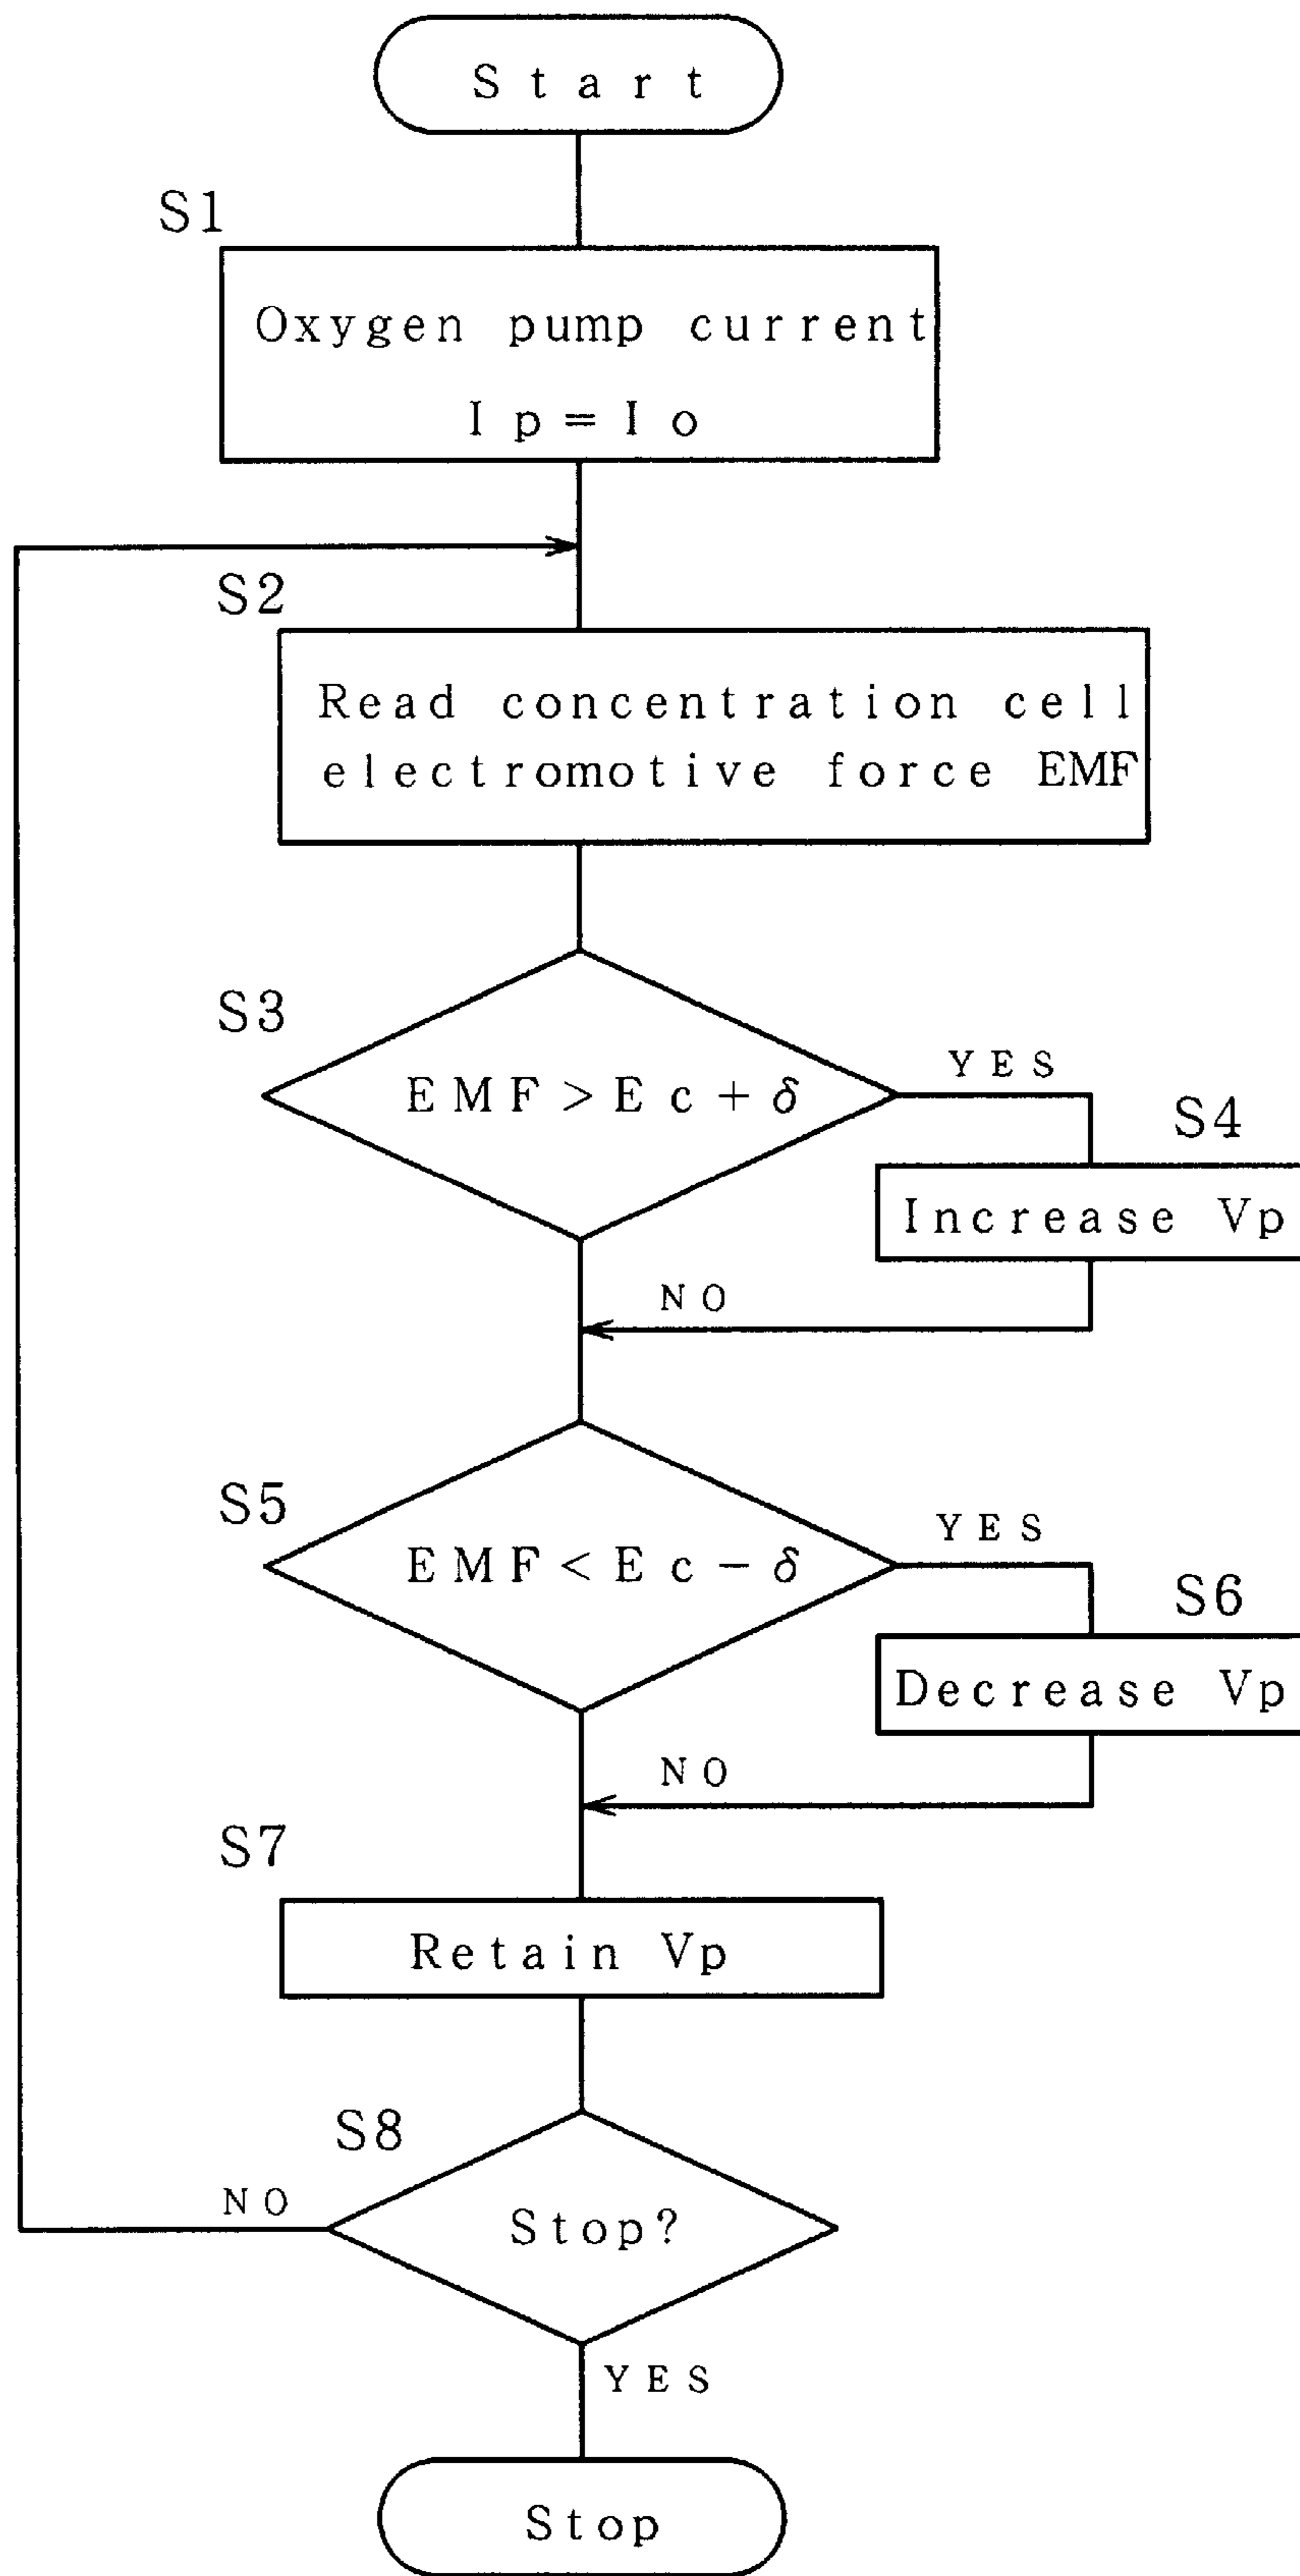 Start
S1
Oxygen pump current
Ip=Io
S2
Read concentration cell
electromotive force EMF
S3
EMF>Ec+δ
YES
S4
Increase Vp
NO
S5
EMF<Ec−δ
YES
S6
Decrease Vp
NO
S7
Retain Vp
S8
Stop?
NO
YES
Stop